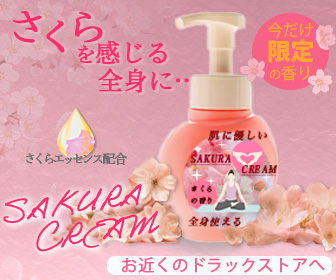 さくら
を感じる
全身に‥
今だけ
限定
の香り
さくらエッセンス配合
肌に優しい
SAKURA
CREAM
さくら
の香り
全身使える
SAKURA
CREAM
お近くのドラックストアへ